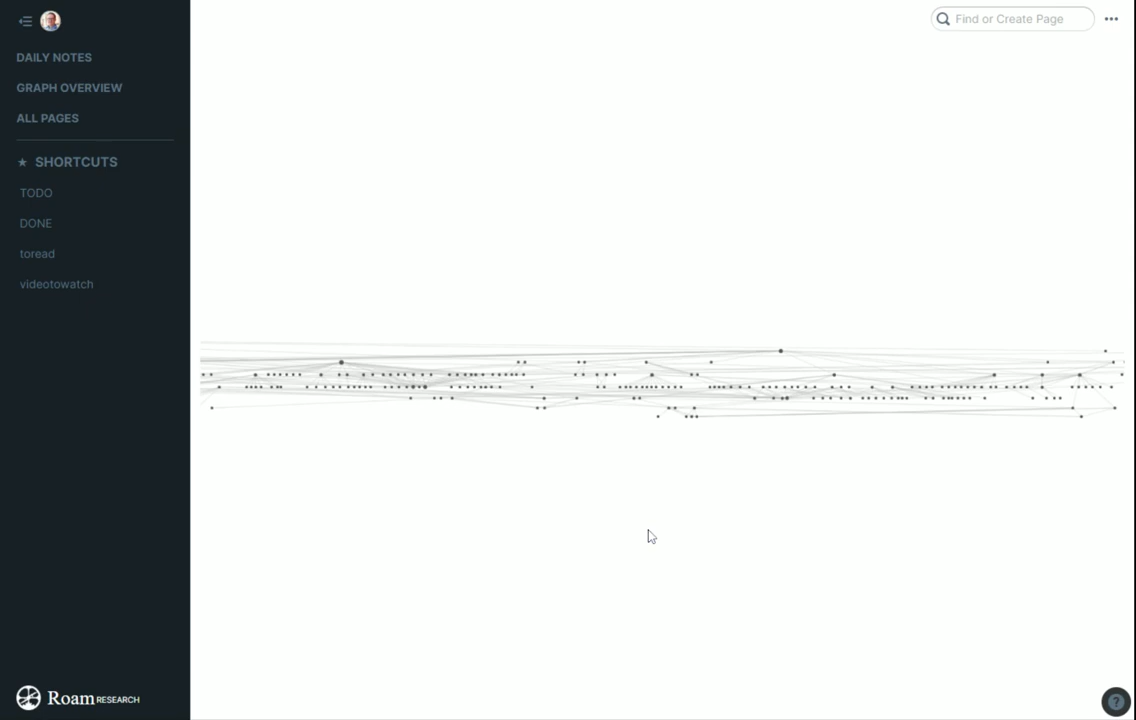 Find or Create Page
DAILY NOTES
GRAPH OVERVIEW
ALL PAGES
★ SHORTCUTS
TODO
DONE
toread
videotowatch
Roam RESEARCH
?